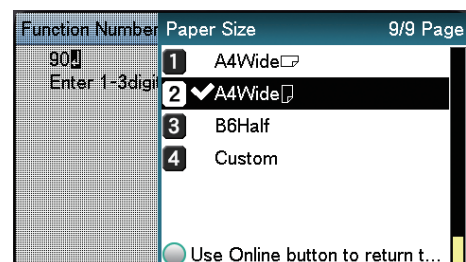 Function Number
90
Enter 1-3digi
Paper Size 9/9 Page
1 A4Wide
2 A4Wide
3 B6Half
4 Custom
Use Online button to return t...